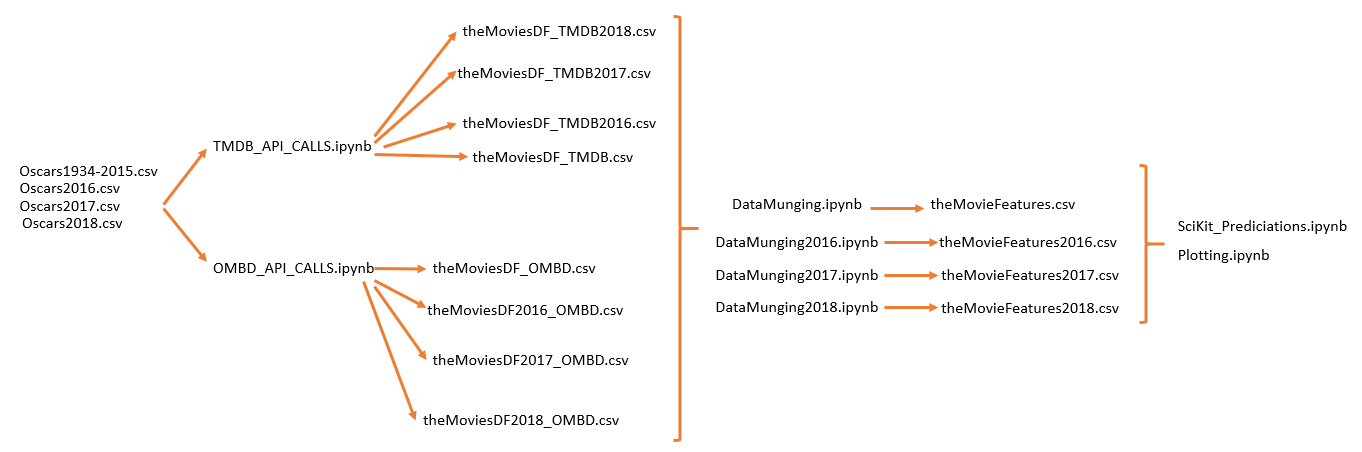 Oscars1934-2015.csv
Oscars2016.csv
Oscars2017.csv
Oscars2018.csv
TMDB_API_CALLS.ipynb
OMBD_API_CALLS.ipynb
theMoviesDF_TMDB2018.csv
theMoviesDF_TMDB2017.csv
theMoviesDF_TMDB2016.csv
theMoviesDF_TMDB.csv
theMoviesDF_OMBD.csv
theMoviesDF2016_OMBD.csv
theMoviesDF2017_OMBD.csv
theMoviesDF2018_OMBD.csv
DataMunging.ipynb
theMovieFeatures.csv
DataMunging2016.ipynb
theMovieFeatures2016.csv
DataMunging2017.ipynb
theMovieFeatures2017.csv
DataMunging2018.ipynb
theMovieFeatures2018.csv
SciKit_Prediciations.ipynb
Plotting.ipynb